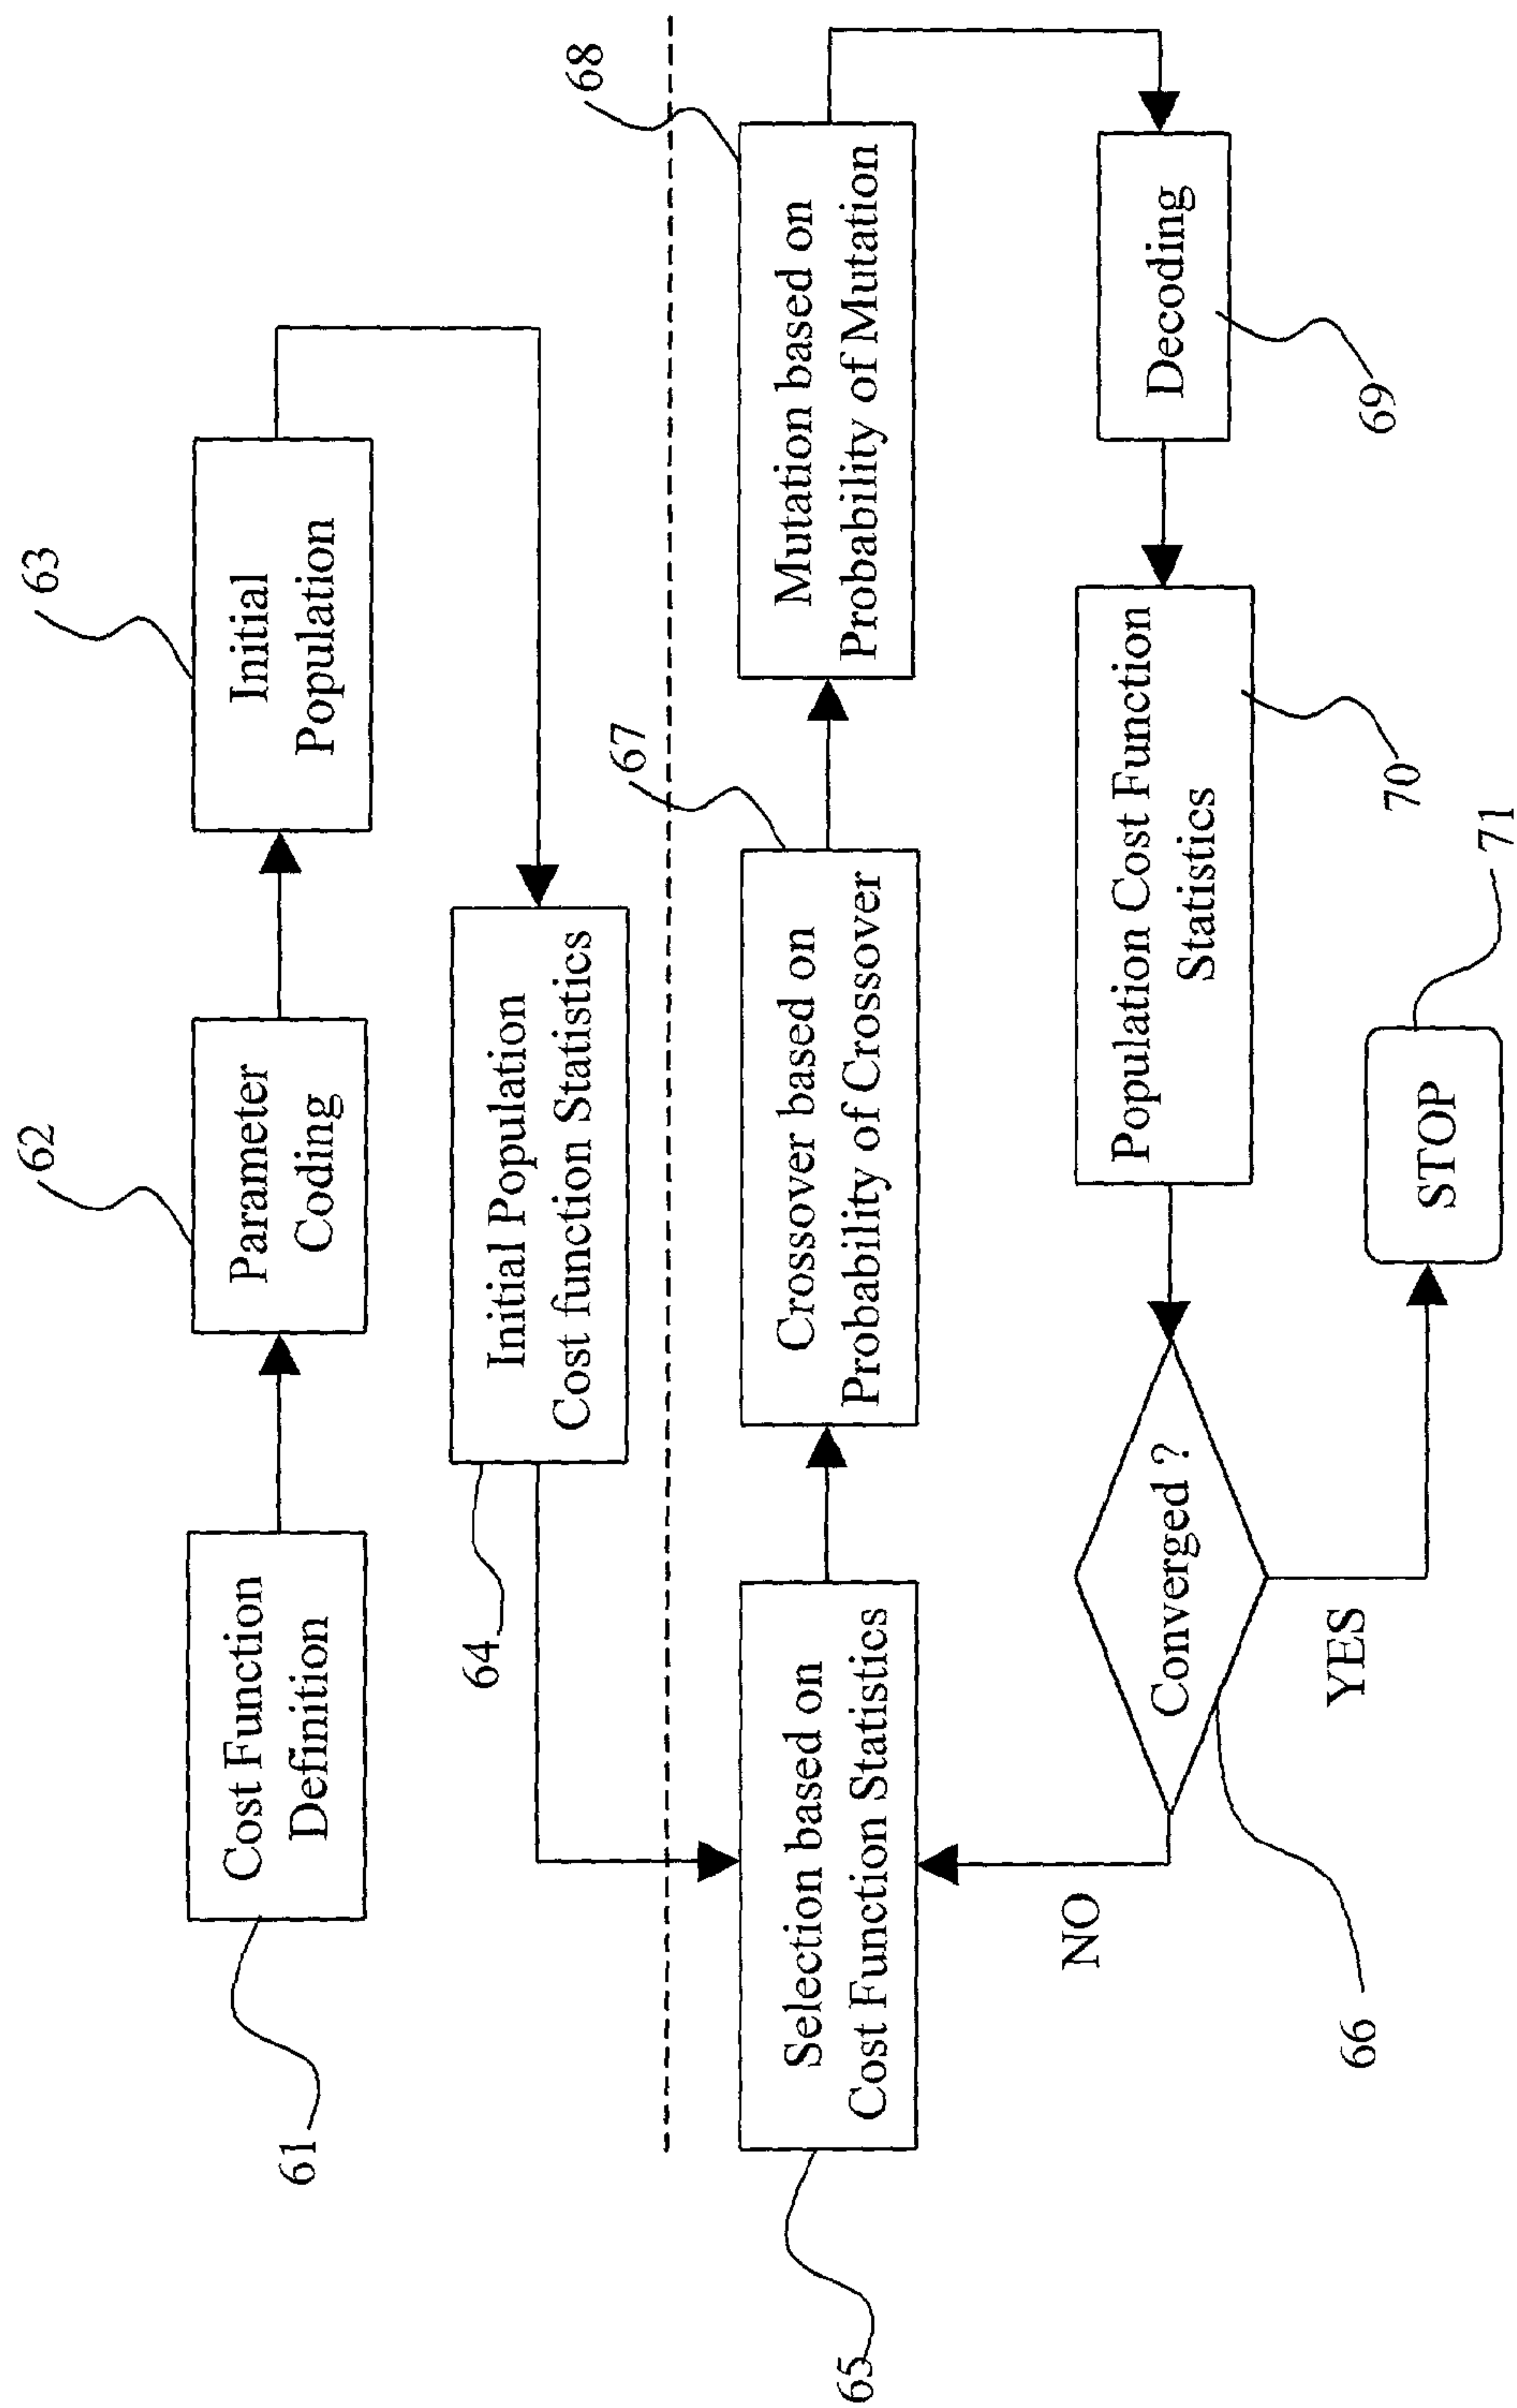 61
Cost Function
Definition
62
Parameter
Coding
63
Initial
Population
64
Initial Population
Cost function Statistics
65
Selection based on
Cost Function Statistics
67
Crossover based on
Probability of Crossover
68
Mutation based on
Probability of Mutation
69
Decoding
70
Population Cost Function
Statistics
66
Converged ?
NO
YES
71
STOP